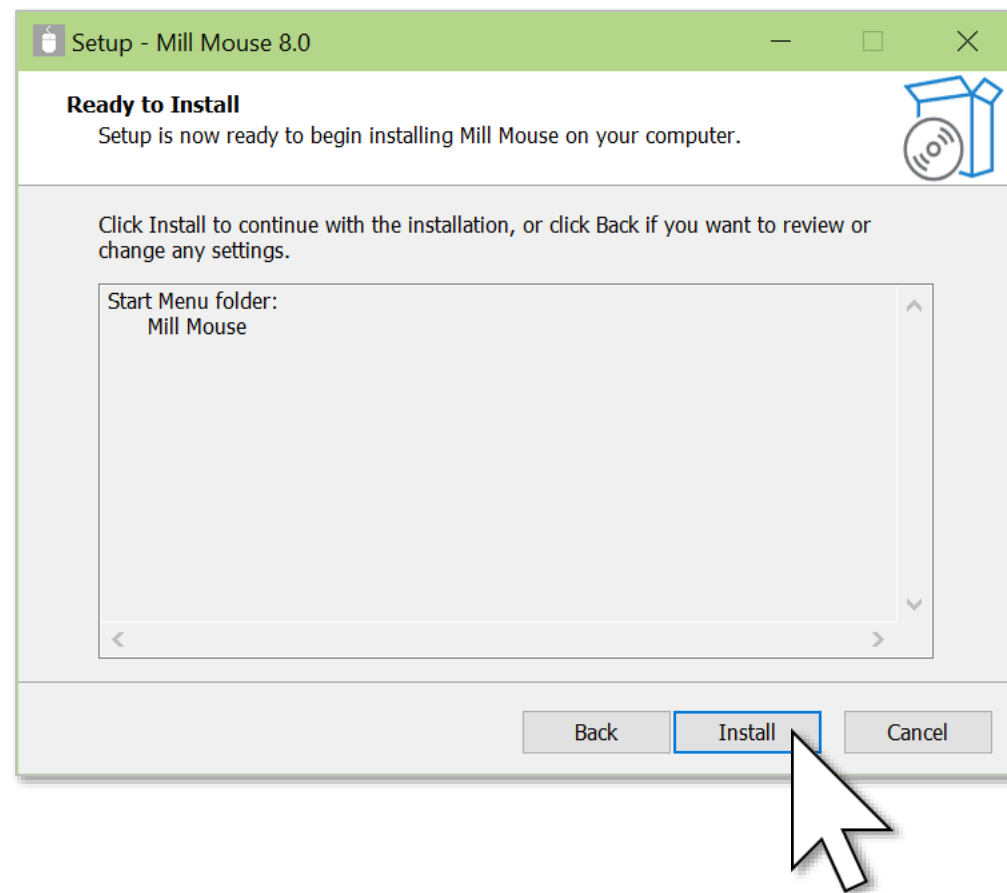 Setup - Mill Mouse 8.0
Ready to Install
Setup is now ready to begin installing Mill Mouse on your computer.
Click Install to continue with the installation, or click Back if you want to review or
change any settings.
Start Menu folder:
Mill Mouse
Back Install Cancel